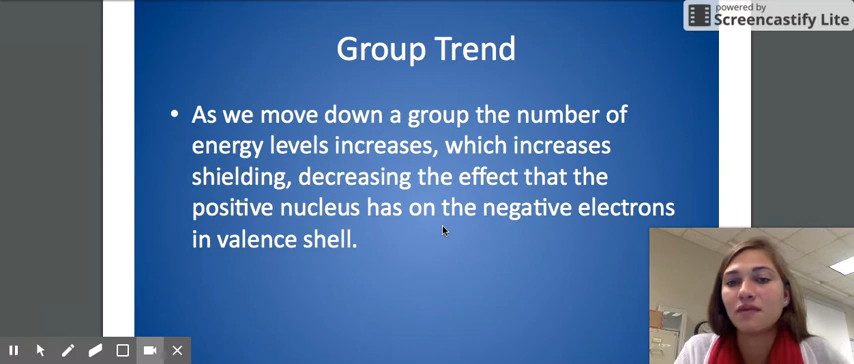 powered by
Screencastify Lite
Group Trend
• As we move down a group the number of
energy levels increases, which increases
shielding, decreasing the effect that the
positive nucleus has on the negative electrons
in valence shell.